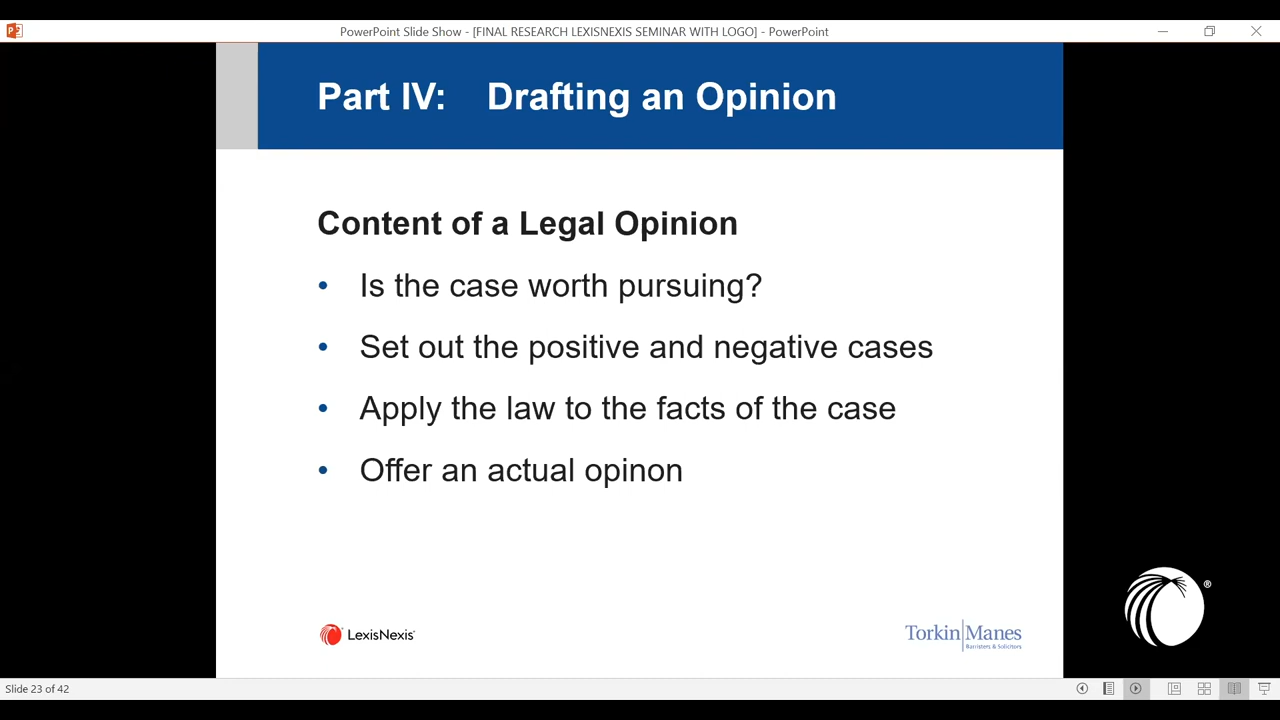 PowerPoint Slide Show - [FINAL RESEARCH LEXISNEXIS SEMINAR WITH LOGO] - PowerPoint
Part IV: Drafting an Opinion
Content of a Legal Opinion
• Is the case worth pursuing?
• Set out the positive and negative cases
• Apply the law to the facts of the case
• Offer an actual opinon
®
LexisNexis®
Torkin|Manes
Barristers & Solicitors
Slide 23 of 42